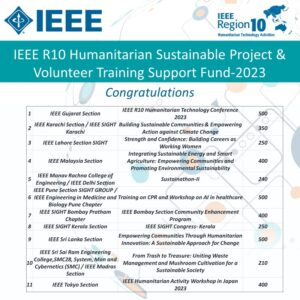 IEEE
IEEE
Region10
Humanitarian Technology Activities
IEEE R10 Humanitarian Sustainable Project &
Volunteer Training Support Fund-2023
Congratulations
1 IEEE Gujarat Section IEEE R10 Humanitarian Technology Conference 2023 500
2 IEEE Karachi Section / IEEE SIGHT Karachi Building Sustainable Communities & Empowering Action against Climate Change 350
3 IEEE Lahore Section SIGHT Strength and Confidence: Building Careers as Working Women 250
4 IEEE Malaysia Section Integrating Sustainable Energy and Smart Agriculture: Empowering Communities and Promoting Environmental Sustainability 400
5 IEEE Manav Rachna College of Engineering / IEEE Delhi Section Sustainathon-II 240
6 IEEE Pune Section SIGHT GROUP / IEEE Engineering in Medicine and Biology Pune Chapter Training on CPR and Workshop on AI in healthcare 500
7 IEEE SIGHT Bombay Pratham Chapter IEEE Bombay Section Community Enhancement Program 400
8 IEEE SIGHT Kerala Section IEEE SIGHT Congress- Kerala 250
9 IEEE Sri Lanka Section Empowering Communities Through Humanitarian Innovation: A Sustainable Approach for Change 500
10 IEEE Sri Sai Ram Engineering College,SMC28, System, Man and Cybernetics (SMC) / IEEE Madras Section From Trash to Treasure: Uniting Waste Management and Mushroom Cultivation for a Sustainable Society 210
11 IEEE Tokyo Section IEEE Humanitarian Activity Workshop in Japan 2023 400